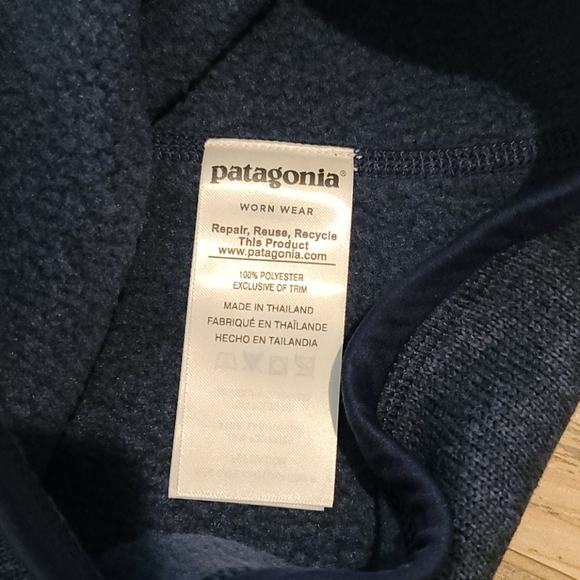 patagonia®
WORN WEAR
Repair, Reuse, Recycle
This Product
www.patagonia.com
100% POLYESTER
EXCLUSIVE OF TRIM
MADE IN THAILAND
FABRIQUÉ EN THAÏLANDE
HECHO EN TAILANDIA